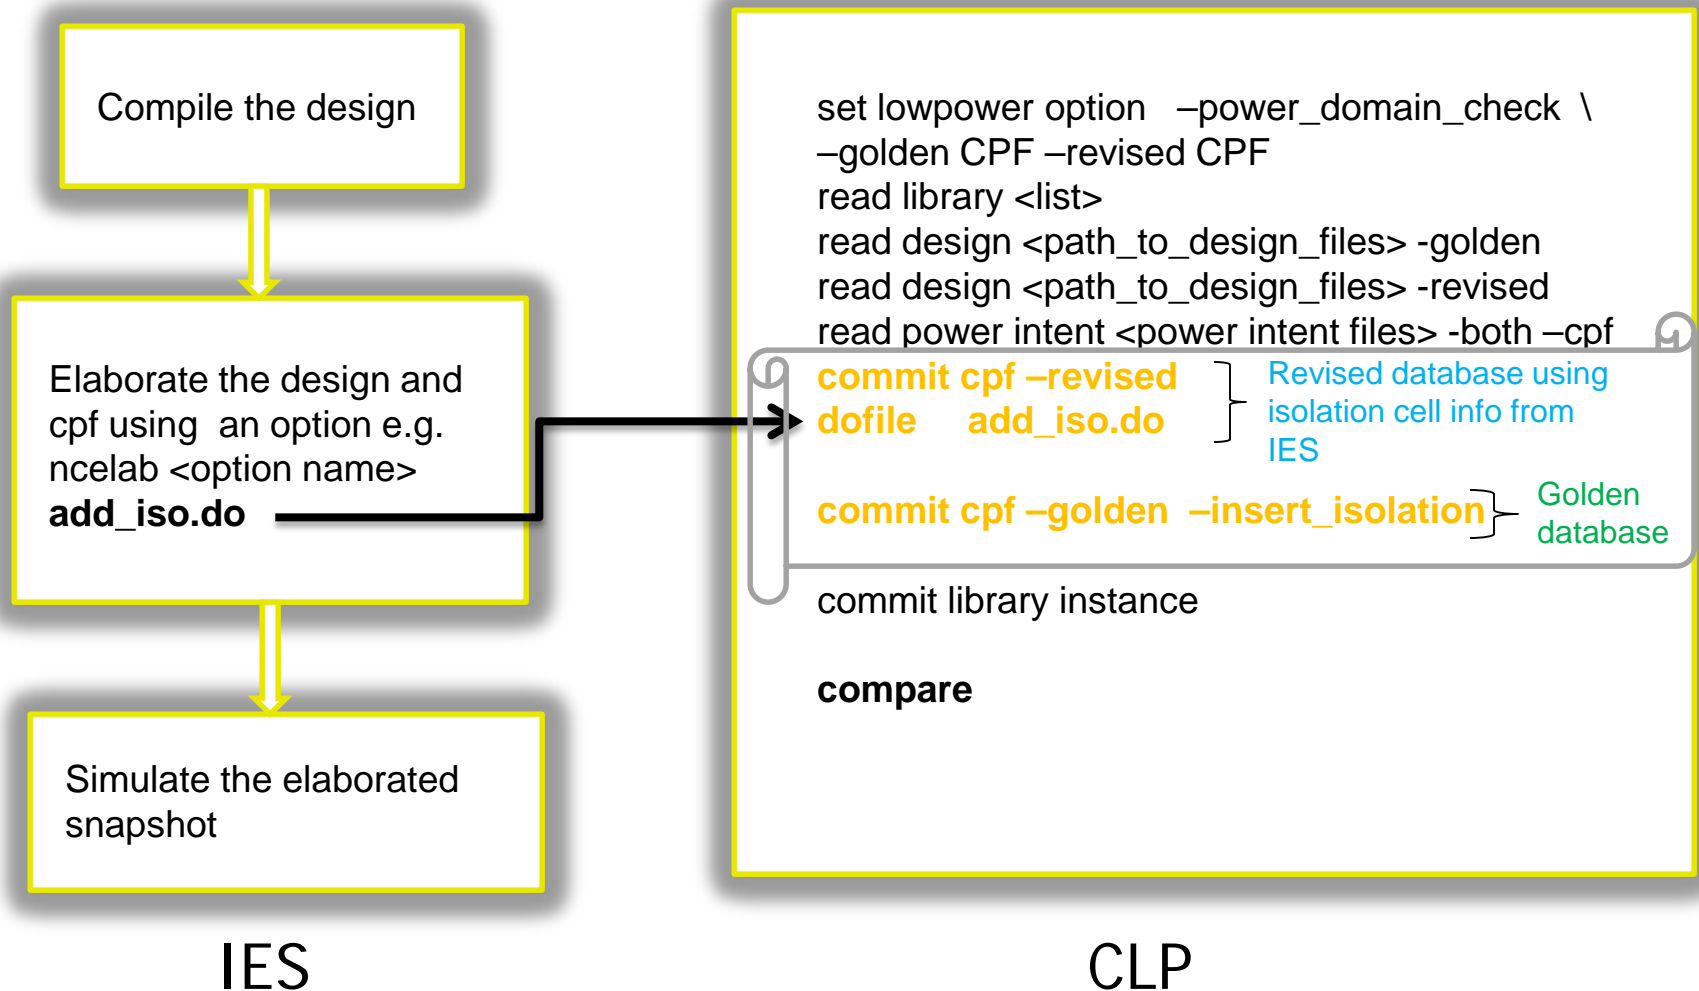 Compile the design
Elaborate the design and
cpf using  an option e.g.
ncelab <option name>
add_iso.do
Simulate the elaborated
snapshot
IES
set lowpower option   –power_domain_check  \
–golden CPF –revised CPF
read library <list>
read design <path_to_design_files> -golden
read design <path_to_design_files> -revised
read power intent <power intent files> -both –cpf
commit cpf –revised
dofile     add_iso.do
Revised database using
isolation cell info from
IES
commit cpf –golden  –insert_isolation
Golden
database
commit library instance
compare
CLP